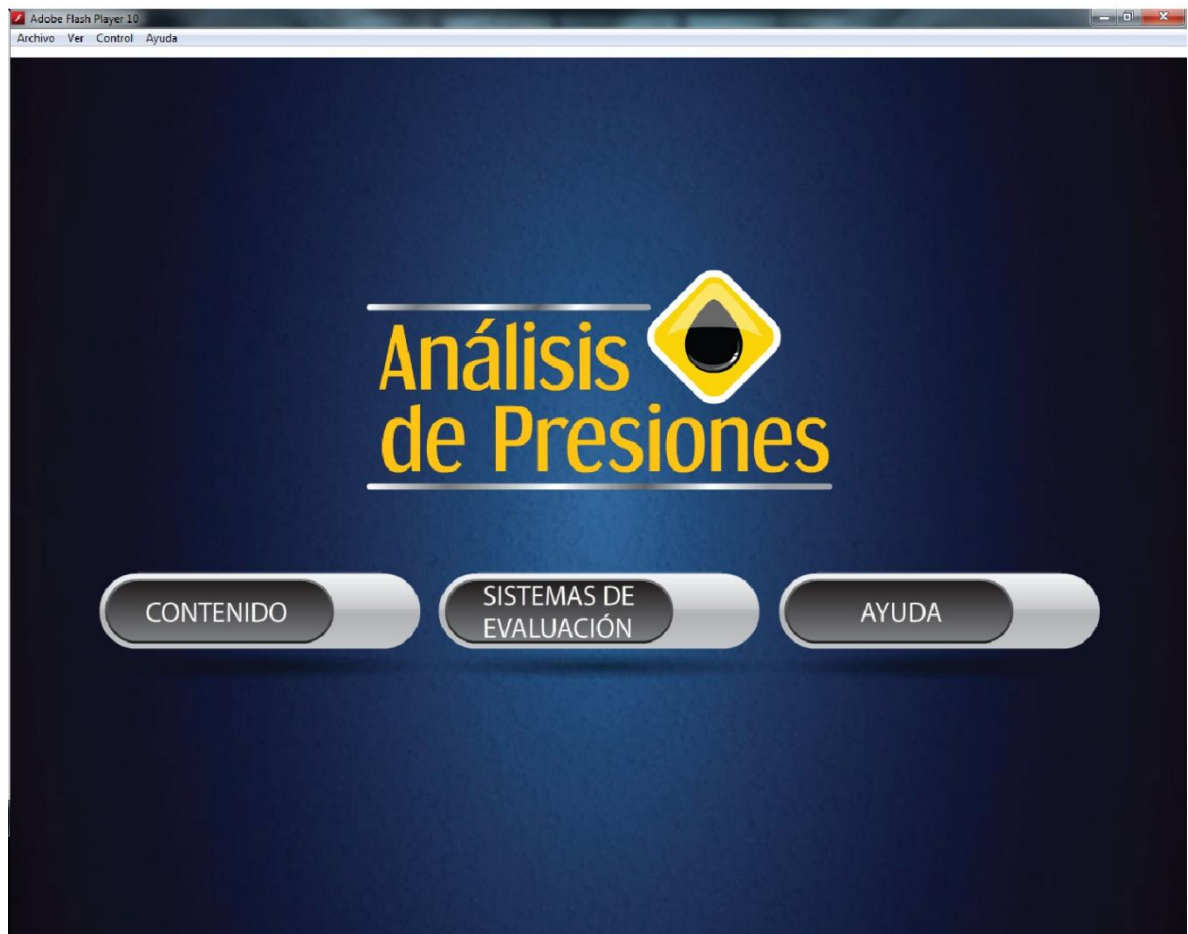 Adobe Flash Player 10
Archivo Ver Control Ayuda
Análisis
de Presiones
CONTENIDO
SISTEMAS DE
EVALUACIÓN
AYUDA